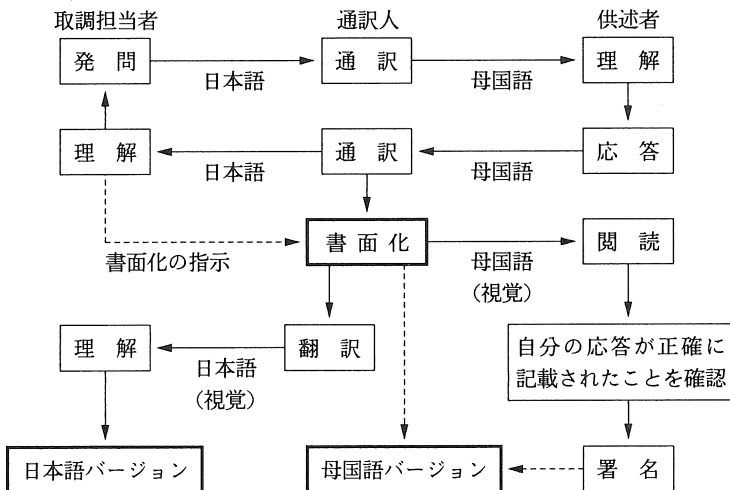 取調担当者 通訳人 供述者
発問 通訳 理解
日本語 母国語
理解 通訳 応答
日本語 母国語
書面化 閲読
書面化の指示 母国語
(視覚)
理解 翻訳 自分の応答が正確に
日本語 記載されたことを確認
(視覚)
日本語バージョン 母国語バージョン 署名